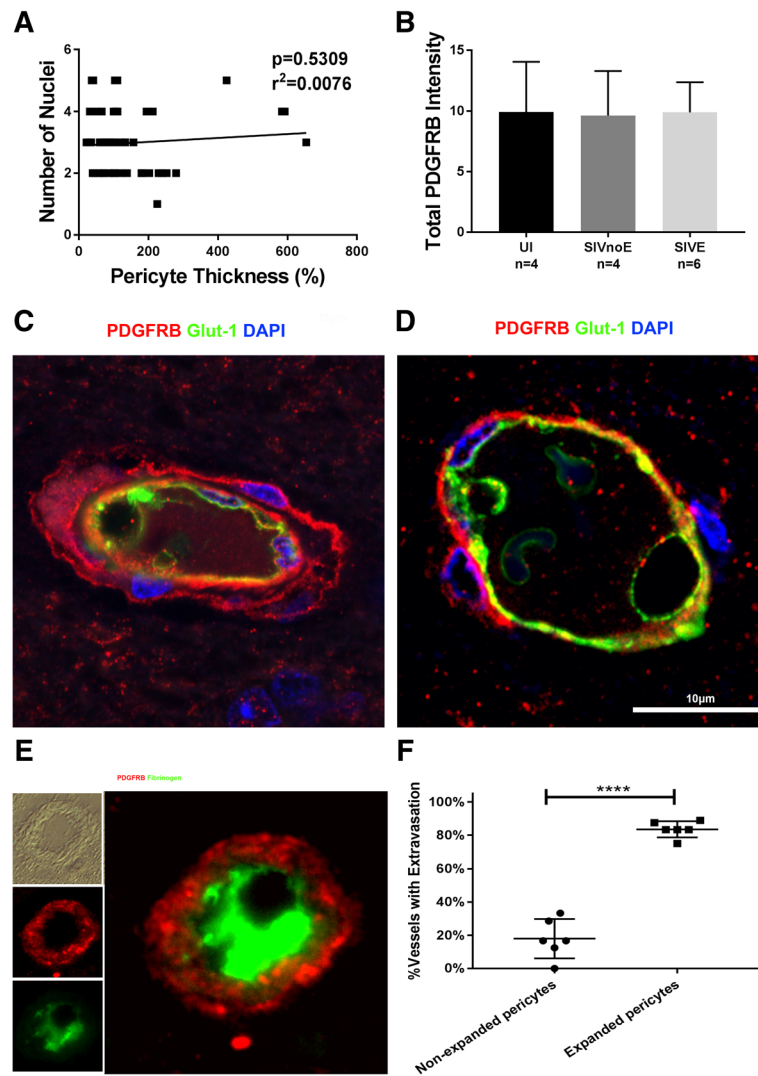 A
p=0.5309
r²=0.0076
Number of Nuclei
6
4
2
0
0
200
400
600
800
Pericyte Thickness (%)
B
Total PDGFRB Intensity
15
10
5
0
UI
n=4
SIVnoE
n=4
SIVE
n=6
C
PDGFRB Glut-1 DAPI
D
PDGFRB Glut-1 DAPI
10µm
E
PDGFRB Fibrinogen
F
****
%Vessels with Extravasation
100%
80%
60%
40%
20%
0%
Non-expanded pericytes
Expanded pericytes